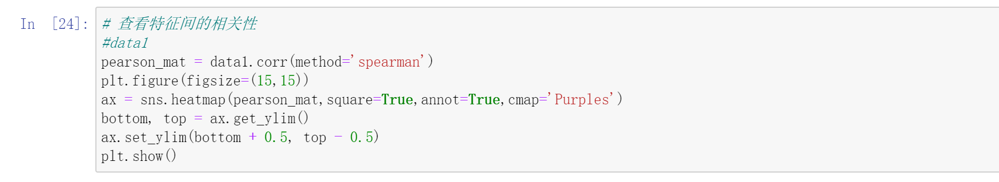 In [24]: # 查看特征间的相关性
#data1
pearson_mat = data1.corr(method='spearman')
plt.figure(figsize=(15,15))
ax = sns.heatmap(pearson_mat,square=True,annot=True,cmap='Purples')
bottom, top = ax.get_ylim()
ax.set_ylim(bottom + 0.5, top - 0.5)
plt.show()